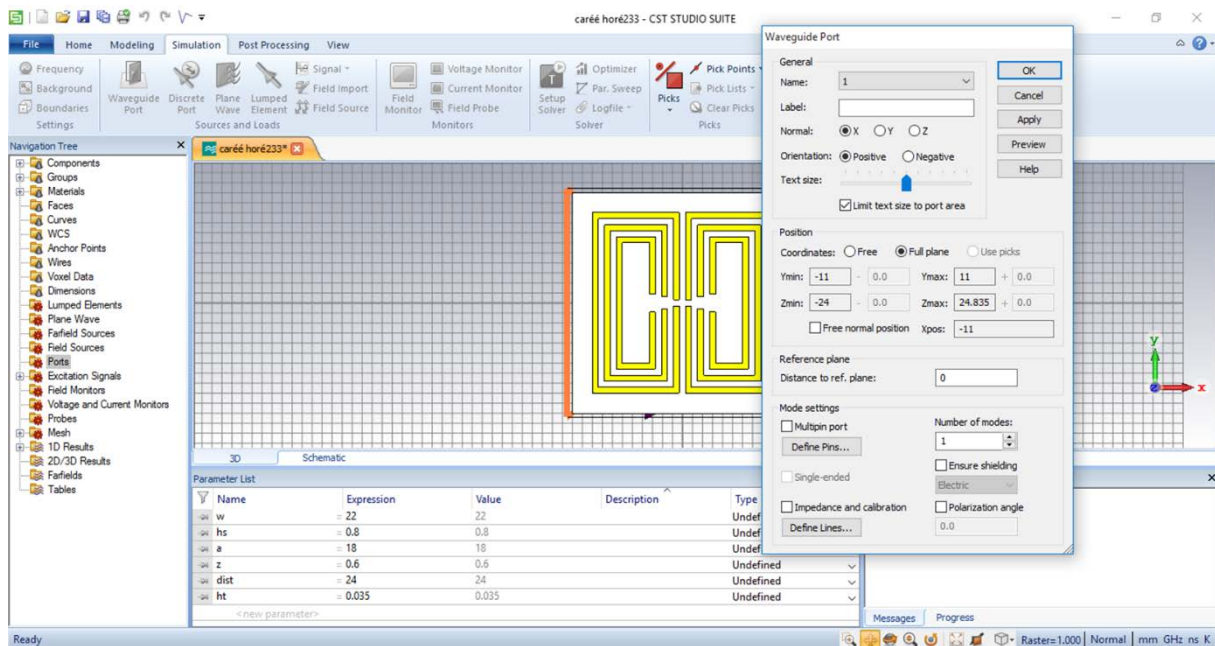 caréé horé233 - CST STUDIO SUITE
File Home Modeling Simulation Post Processing View
Frequency
Background
Boundaries
Settings
Waveguide Port
Discrete Port
Plane Wave
Lumped Element
Signal
Field Import
Field Source
Sources and Loads
Field Monitor
Voltage Monitor
Current Monitor
Field Probe
Monitors
Setup Solver
Optimizer
Par. Sweep
Logfile
Solver
Picks
Pick Points
Pick Lists
Clear Picks
Picks
Navigation Tree
Components
Groups
Materials
Faces
Curves
WCS
Anchor Points
Wires
Voxel Data
Dimensions
Lumped Elements
Plane Wave
Farfield Sources
Field Sources
Ports
Excitation Signals
Field Monitors
Voltage and Current Monitors
Probes
Mesh
1D Results
2D/3D Results
Farfields
Tables
caréé horé233*
y
x
3D Schematic
Parameter List
Name Expression Value Description Type
w = 22 22 Undef
hs = 0.8 0.8 Undef
a = 18 18 Undef
z = 0.6 0.6 Undefined
dist = 24 24 Undefined
ht = 0.035 0.035 Undefined
<new parameter>
Waveguide Port
General
Name: 1
Label:
Normal: X Y Z
Orientation: Positive Negative
Text size:
Limit text size to port area
OK
Cancel
Apply
Preview
Help
Position
Coordinates: Free Full plane Use picks
Ymin: -11 - 0.0 Ymax: 11 + 0.0
Zmin: -24 - 0.0 Zmax: 24.835 + 0.0
Free normal position Xpos: -11
Reference plane
Distance to ref. plane: 0
Mode settings
Multipin port
Define Pins...
Single-ended
Impedance and calibration
Define Lines...
Number of modes:
1
Ensure shielding
Electric
Polarization angle
0.0
Messages Progress
Ready
Raster=1.000 Normal mm GHz ns K